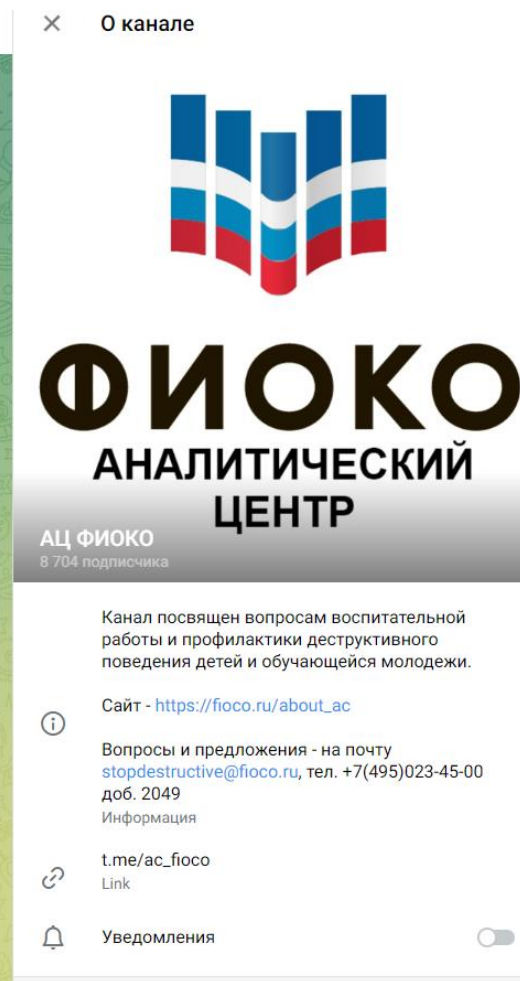 О канале
ФИОКО
АНАЛИТИЧЕСКИЙ
ЦЕНТР
АЦ ФИОКО
8 704 подписчика
Канал посвящен вопросам воспитательной
работы и профилактики деструктивного
поведения детей и обучающейся молодежи.
Сайт - https://fioco.ru/about_ac
Вопросы и предложения - на почту
stopdestructive@fioco.ru, тел. +7(495)023-45-00
доб. 2049
Информация
t.me/ac_fioco
Link
Уведомления